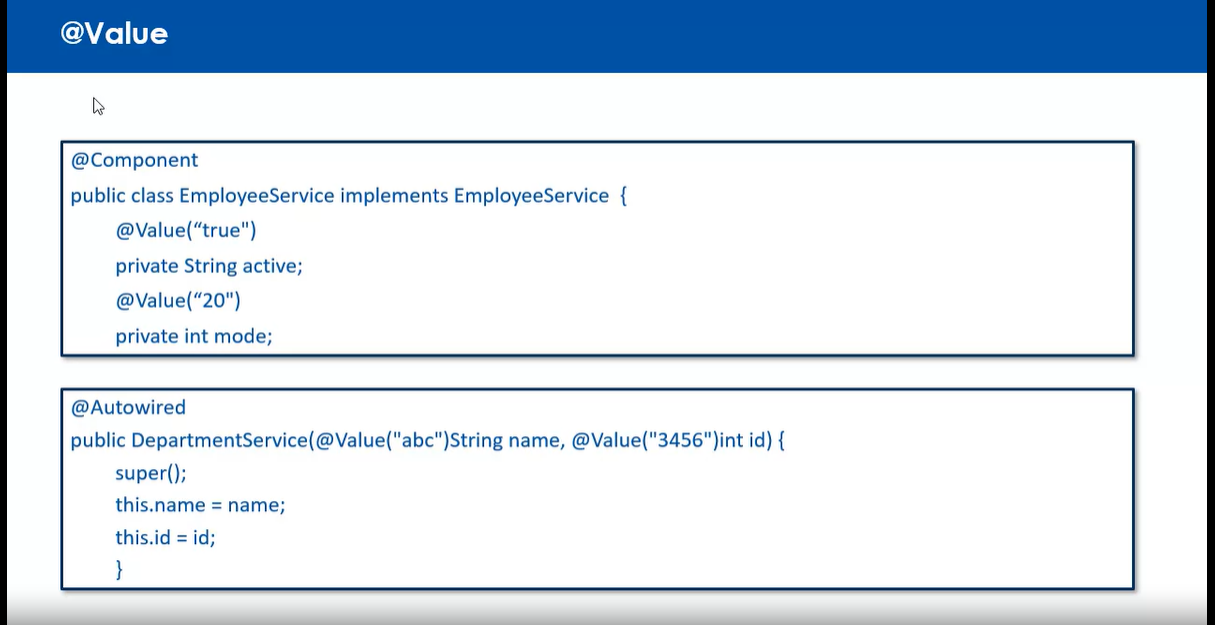 @Value
@Component
public class EmployeeService implements EmployeeService {
@Value(“true")
private String active;
@Value(“20")
private int mode;
@Autowired
public DepartmentService(@Value("abc")String name, @Value("3456")int id) {
super();
this.name = name;
this.id = id;
}